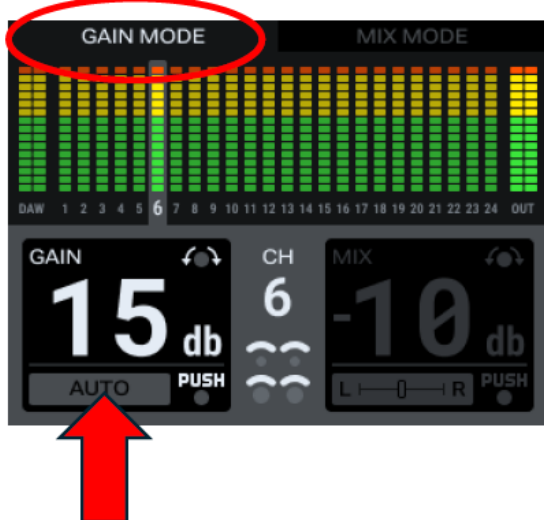 GAIN MODE MIX MODE
DAW 1 2 3 4 5 6 7 8 9 10 11 12 13 14 15 16 17 18 19 20 21 22 23 24 OUT
GAIN CH MIX
15 db 6 -10 db
AUTO PUSH L R PUSH